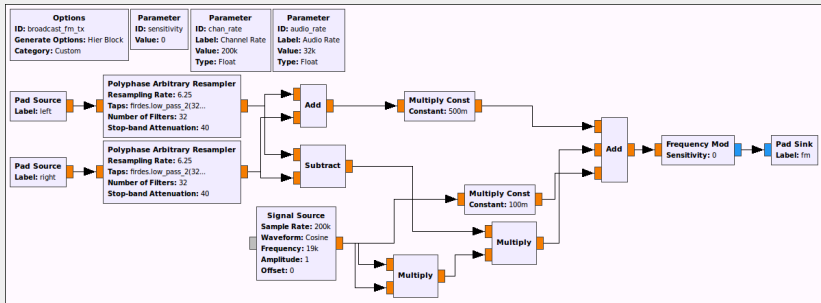 Options
ID: broadcast_fm_tx
Generate Options: Hier Block
Category: Custom
Parameter
ID: sensitivity
Value: 0
Parameter
ID: chan_rate
Label: Channel Rate
Value: 200k
Type: Float
Parameter
ID: audio_rate
Label: Audio Rate
Value: 32k
Type: Float
Pad Source
Label: left
Polyphase Arbitrary Resampler
Resampling Rate: 6.25
Taps: firdes.low_pass_2(32...
Number of Filters: 32
Stop-band Attenuation: 40
Add
Multiply Const
Constant: 500m
Pad Source
Label: right
Polyphase Arbitrary Resampler
Resampling Rate: 6.25
Taps: firdes.low_pass_2(32...
Number of Filters: 32
Stop-band Attenuation: 40
Subtract
Add
Frequency Mod
Sensitivity: 0
Pad Sink
Label: fm
Multiply Const
Constant: 100m
Signal Source
Sample Rate: 200k
Waveform: Cosine
Frequency: 19k
Amplitude: 1
Offset: 0
Multiply
Multiply